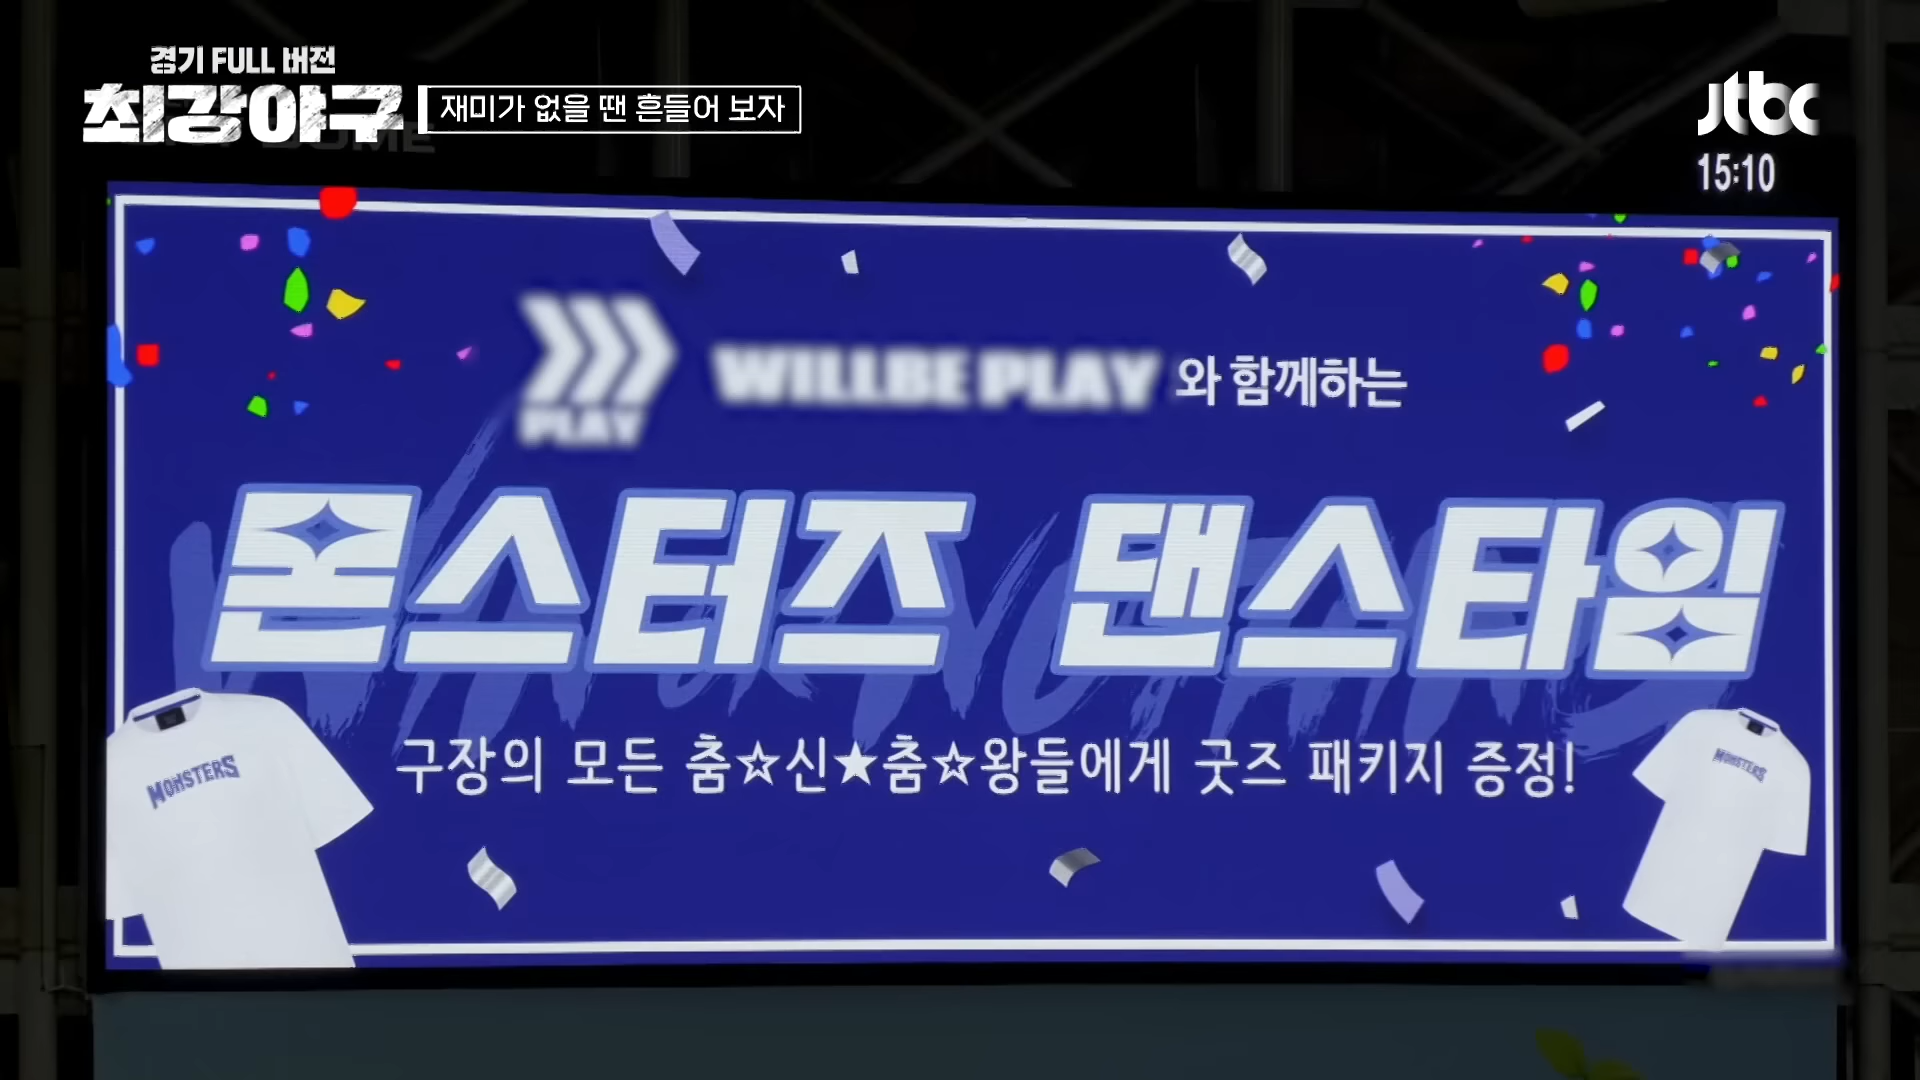 경기 FULL 버전
최강야구
재미가 없을 땐 흔들어 보자
jtbc
15:10
PLAY
WILLBE PLAY 와 함께하는
몬스터즈 댄스타임
구장의 모든 춤☆신★춤☆왕들에게 굿즈 패키지 증정!
MONSTERS
MONSTERS